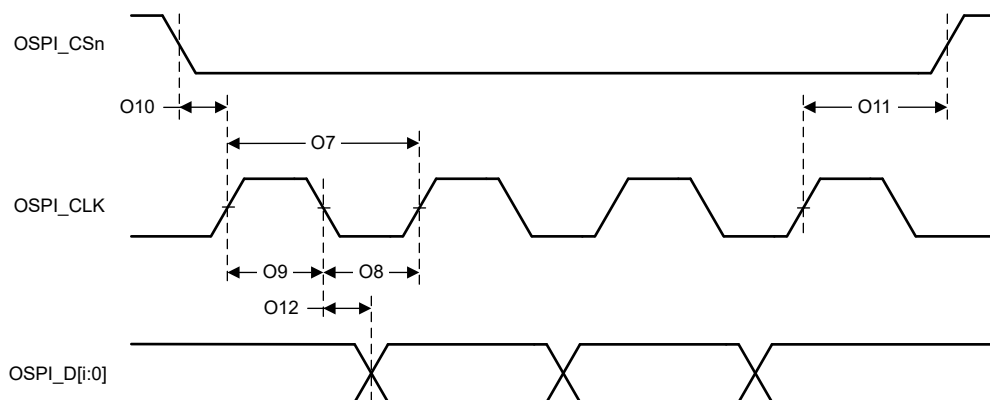 OSPI_CSn
O10
O11
O7
OSPI_CLK
O9
O8
O12
OSPI_D[i:0]